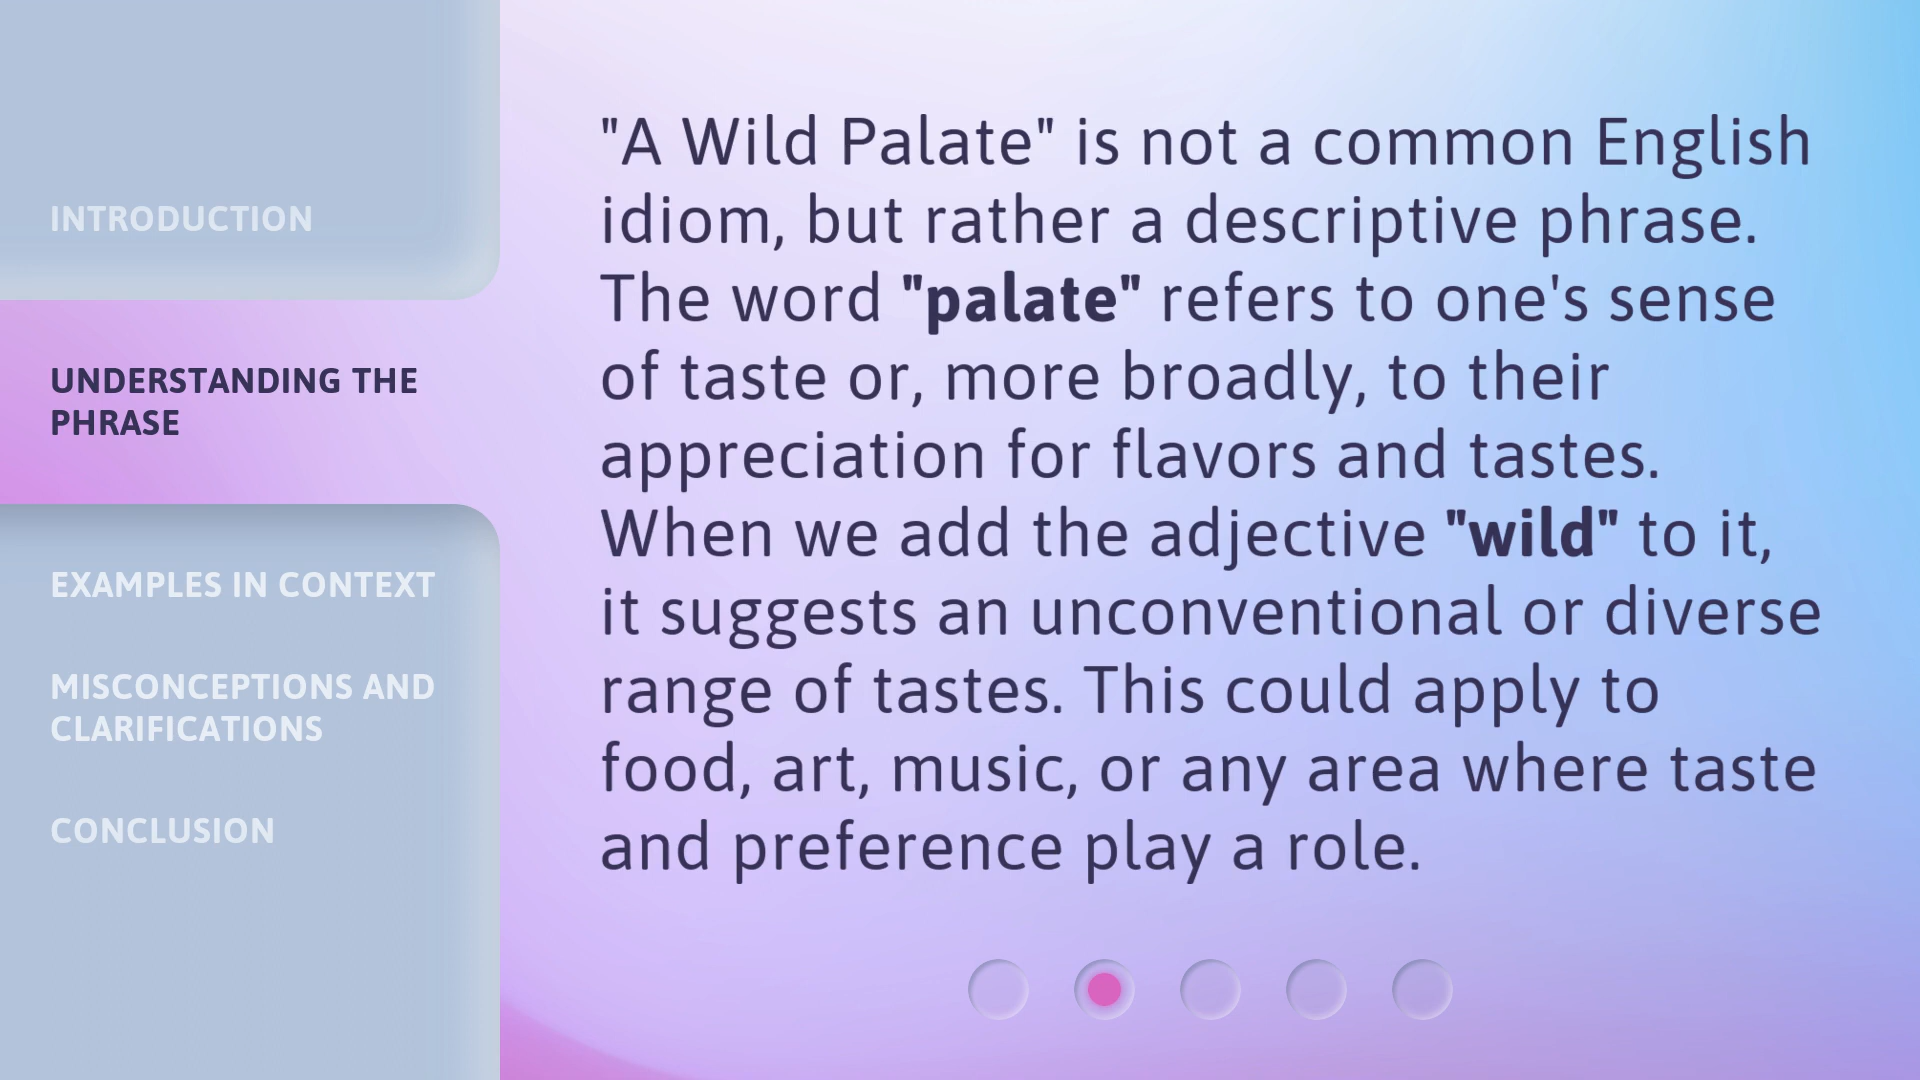 INTRODUCTION
UNDERSTANDING THE
PHRASE
EXAMPLES IN CONTEXT
MISCONCEPTIONS AND
CLARIFICATIONS
CONCLUSION
"A Wild Palate" is not a common English
idiom, but rather a descriptive phrase.
The word "palate" refers to one's sense
of taste or, more broadly, to their
appreciation for flavors and tastes.
When we add the adjective "wild" to it,
it suggests an unconventional or diverse
range of tastes. This could apply to
food, art, music, or any area where taste
and preference play a role.